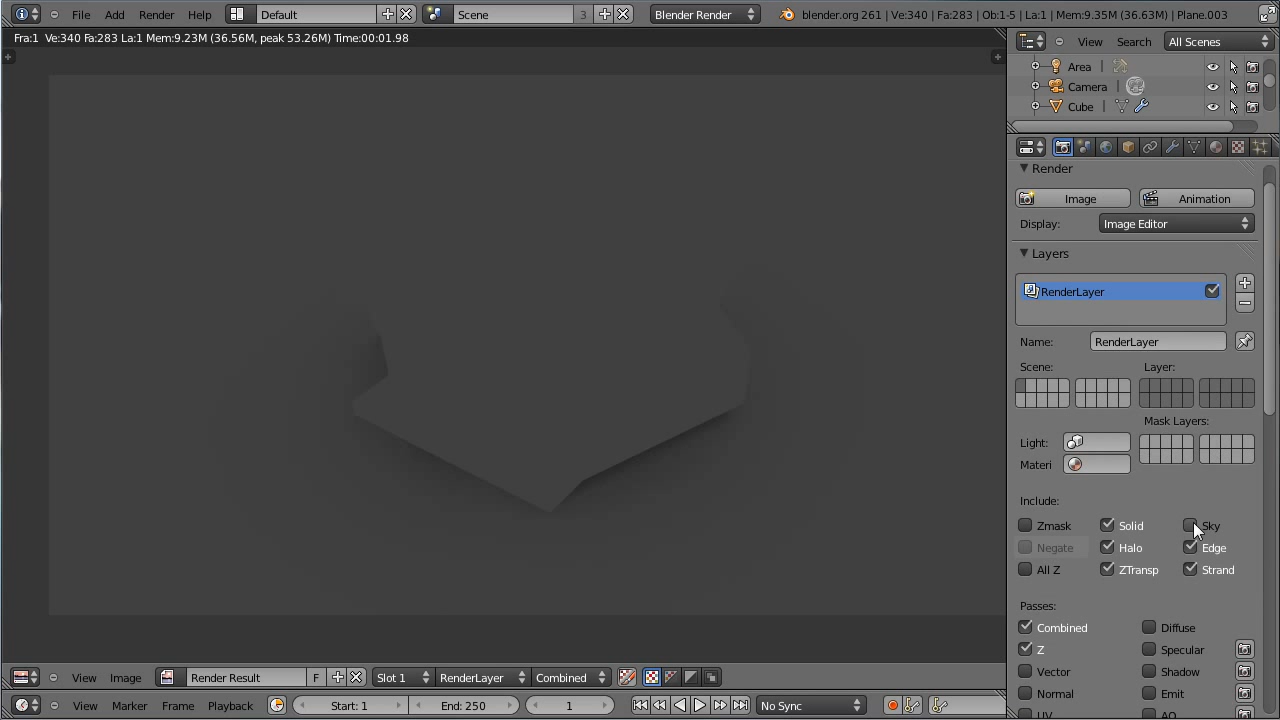 File Add Render Help Default Scene 3 Blender Render blender.org 261 | Ve:340 | Fa:283 | Ob:1-5 | La:1 | Mem:9.35M (36.63M) | Plane.003
Fra:1 Ve:340 Fa:283 La:1 Mem:9.23M (36.56M, peak 53.26M) Time:00:01.98
View Search All Scenes
Area
Camera
Cube
Render
Image Animation
Display: Image Editor
Layers
RenderLayer
Name: RenderLayer
Scene: Layer:
Mask Layers:
Light:
Materi
Include:
Zmask Solid Sky
Negate Halo Edge
All Z ZTransp Strand
Passes:
Combined Diffuse
Z Specular
Vector Shadow
Normal Emit
UV AO
View Image Render Result F Slot 1 RenderLayer Combined
View Marker Frame Playback Start: 1 End: 250 1 No Sync